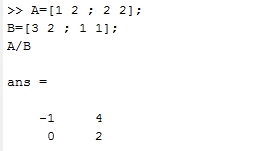 >> A=[1 2 ; 2 2];
B=[3 2 ; 1 1];
A/B
ans =
-1 4
0 2